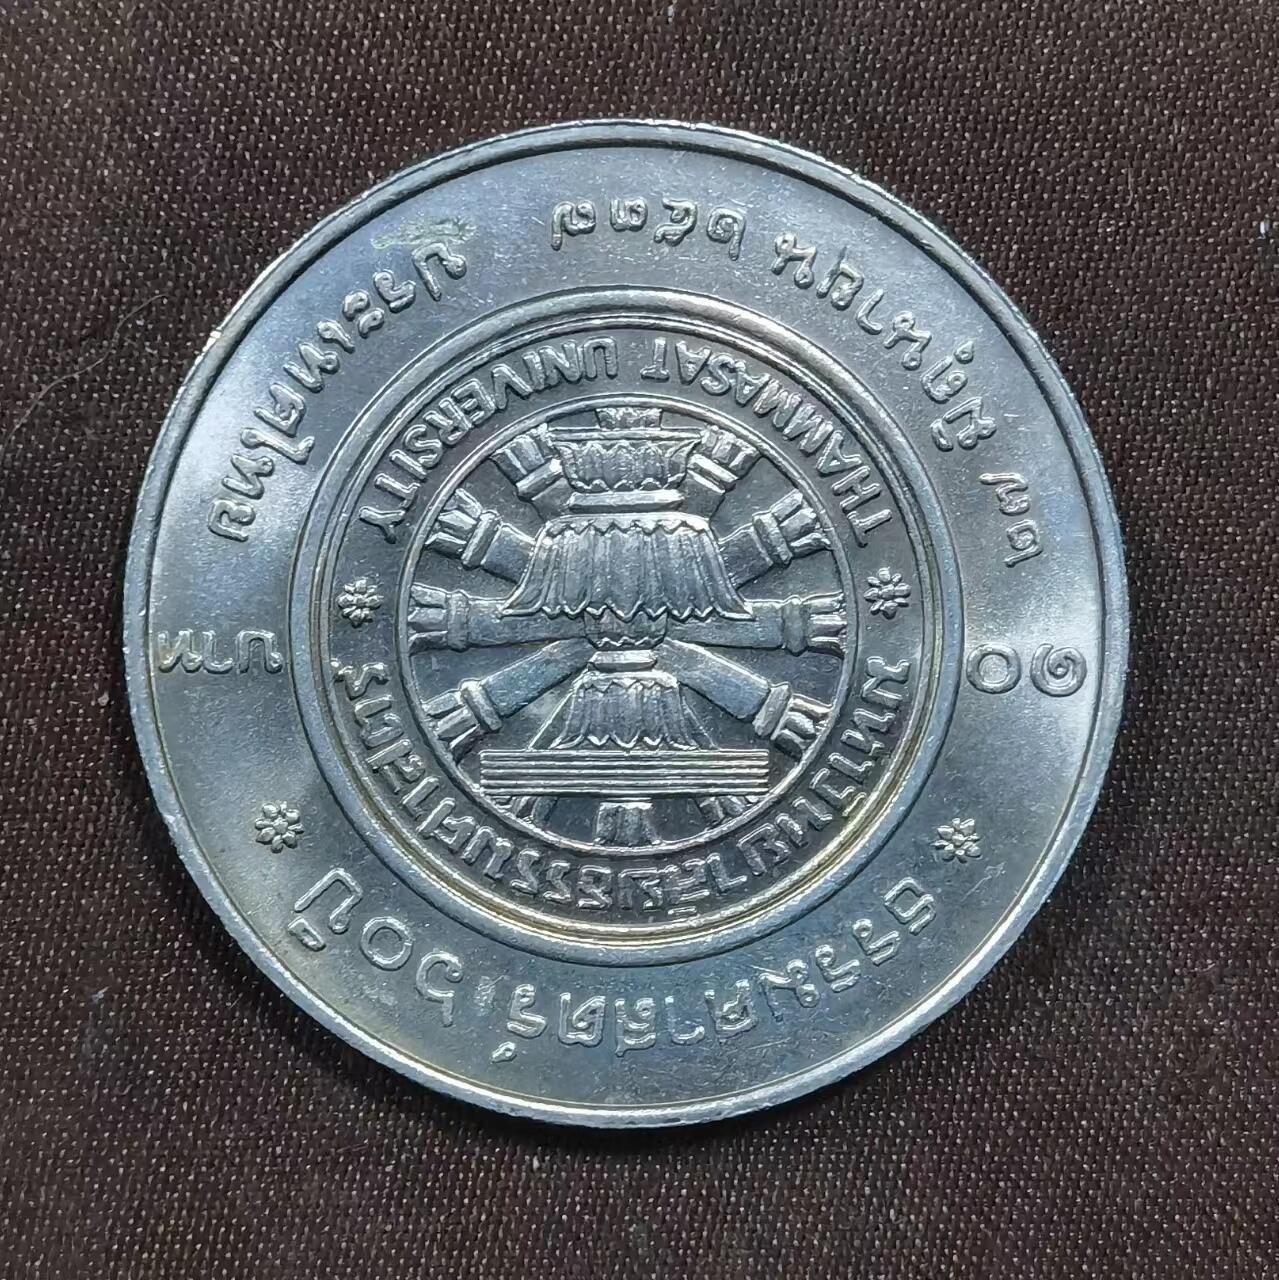 ธรรมศาสตร์ ๖๐ ปี
มหาวิทยาลัยธรรมศาสตร์
๑๐ บาท
THAMMASAT UNIVERSITY
๒๗ มิถุนายน ๒๕๓๗ ประเทศไทย